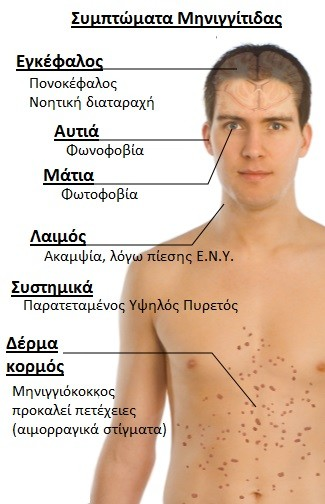 Συμπτώματα Μηνιγγίτιδας
Εγκέφαλος
Πονοκέφαλος
Νοητική διαταραχή
Αυτιά
Φωνοφοβία
Μάτια
Φωτοφοβία
Λαιμός
Ακαμψία, λόγω πίεσης Ε.Ν.Υ.
Συστημικά
Παρατεταμένος Υψηλός Πυρετός
Δέρμα
κορμός
Μηνιγγιόκοκκος
προκαλεί πετέχειες
(αιμορραγικά στίγματα)